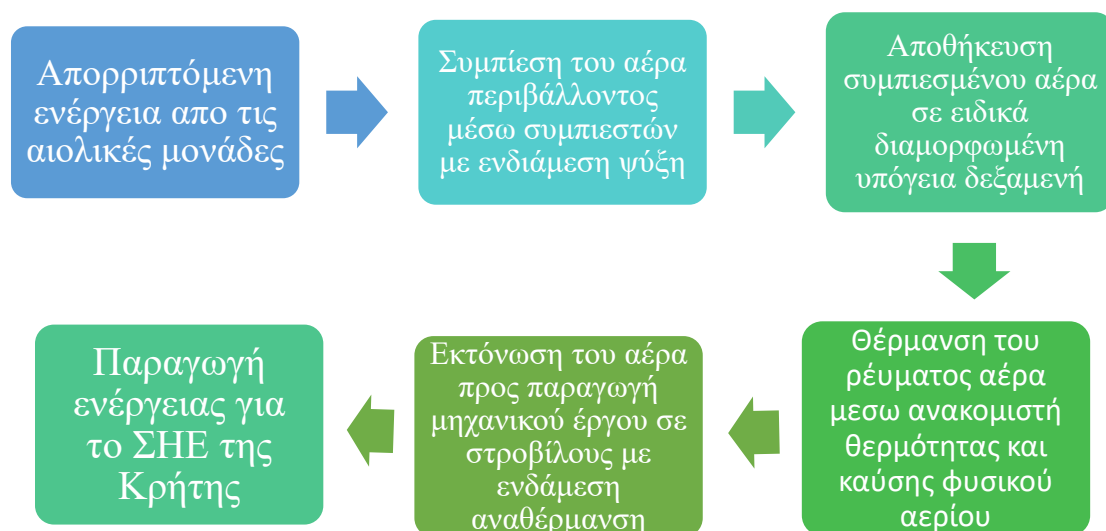 Απορριπτόμενη
ενέργεια απο τις
αιολικές μονάδες
Συμπίεση του αέρα
περιβάλλοντος
μέσω συμπιεστών
με ενδιάμεση ψύξη
Αποθήκευση
συμπιεσμένου αέρα
σε ειδικά
διαμορφωμένη
υπόγεια δεξαμενή
Θέρμανση του
ρέυματος αέρα
μεσω ανακομιστή
θερμότητας και
καύσης φυσικού
αερίου
Εκτόνωση του αέρα
προς παραγωγή
μηχανικού έργου σε
στροβίλους με
ενδάμεση
αναθέρμανση
Παραγωγή
ενέργειας για
το ΣΗΕ της
Κρήτης